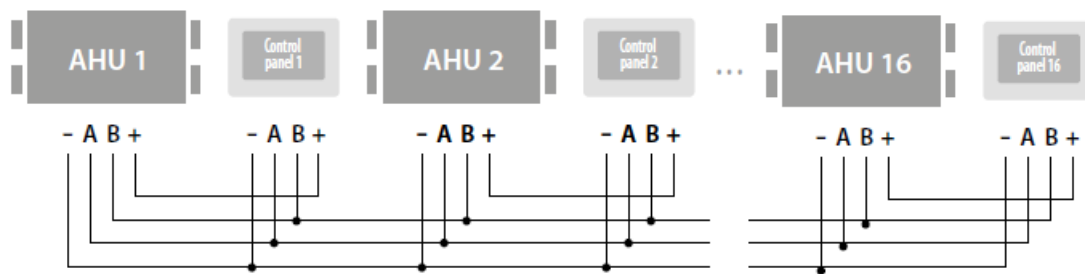 AHU 1
Control
panel 1
AHU 2
Control
panel 2
...
AHU 16
Control
panel 16
- A B +
- A B +
- A B +
- A B +
- A B +
- A B +